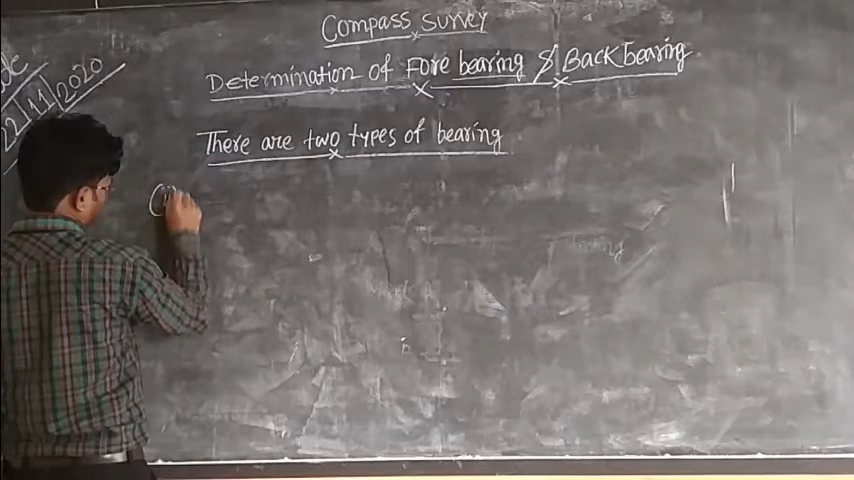 Compass survey
Determination of Fore bearing & Back bearing
22/11/2020
There are two types of bearing